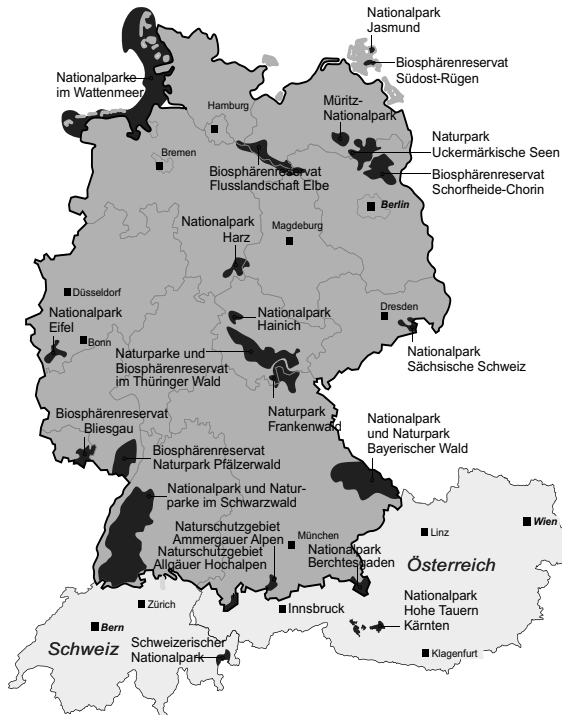 Nationalpark
Jasmund
Biosphärenreservat
Südost-Rügen
Nationalparke
im Wattenmeer
Hamburg
Müritz-
Nationalpark
Naturpark
Uckermärkische Seen
Bremen
Biosphärenreservat
Flusslandschaft Elbe
Biosphärenreservat
Schorfheide-Chorin
Berlin
Nationalpark
Harz
Magdeburg
Düsseldorf
Nationalpark
Eifel
Bonn
Nationalpark
Hainich
Dresden
Naturparke und
Biosphärenreservat
im Thüringer Wald
Nationalpark
Sächsische Schweiz
Naturpark
Frankenwald
Biosphärenreservat
Bliesgau
Nationalpark
und Naturpark
Bayerischer Wald
Biosphärenreservat
Naturpark Pfälzerwald
Nationalpark und Natur-
parke im Schwarzwald
Naturschutzgebiet
Ammergauer Alpen
Naturschutzgebiet
Allgäuer Hochalpen
München
Nationalpark
Berchtesgaden
Linz
Wien
Österreich
Zürich
Innsbruck
Nationalpark
Hohe Tauern
Kärnten
Bern
Schweiz
Schweizerischer
Nationalpark
Klagenfurt